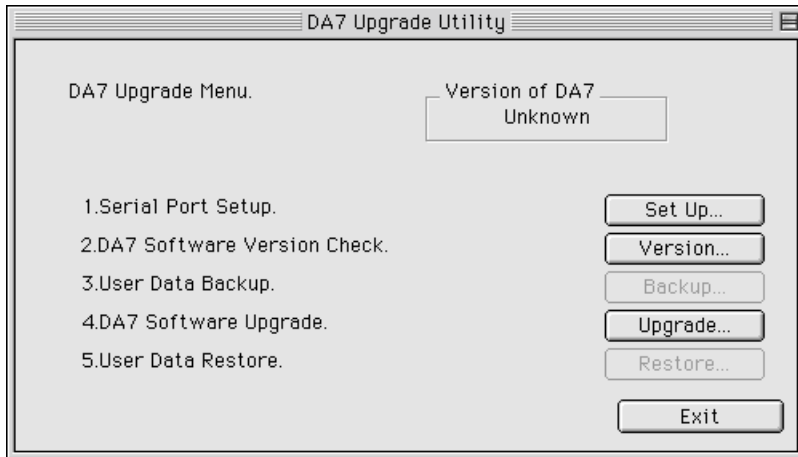 DA7 Upgrade Utility
DA7 Upgrade Menu.
Version of DA7
Unknown
1.Serial Port Setup.
Set Up...
2.DA7 Software Version Check.
Version...
3.User Data Backup.
Backup...
4.DA7 Software Upgrade.
Upgrade...
5.User Data Restore.
Restore...
Exit